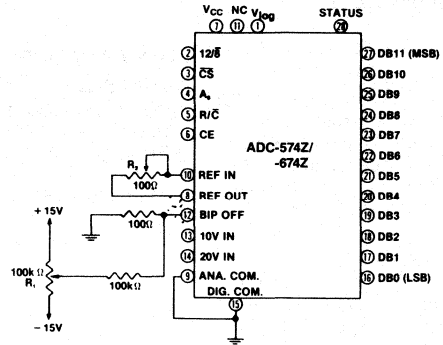 Vcc NC Vlog STATUS
7 11 1 28
2 12/8̅ 27 DB11 (MSB)
3 C̅S̅ 26 DB10
4 A₀ 25 DB9
5 R/C̅ 24 DB8
6 CE 23 DB7
ADC-574Z/
-674Z
22 DB6
R₂
100Ω
10 REF IN 21 DB5
8 REF OUT 20 DB4
100Ω
12 BIP OFF 19 DB3
+ 15V
13 10V IN 18 DB2
14 20V IN 17 DB1
100k Ω
R₁
100kΩ
9 ANA. COM. 16 DB0 (LSB)
DIG. COM.
15
− 15V